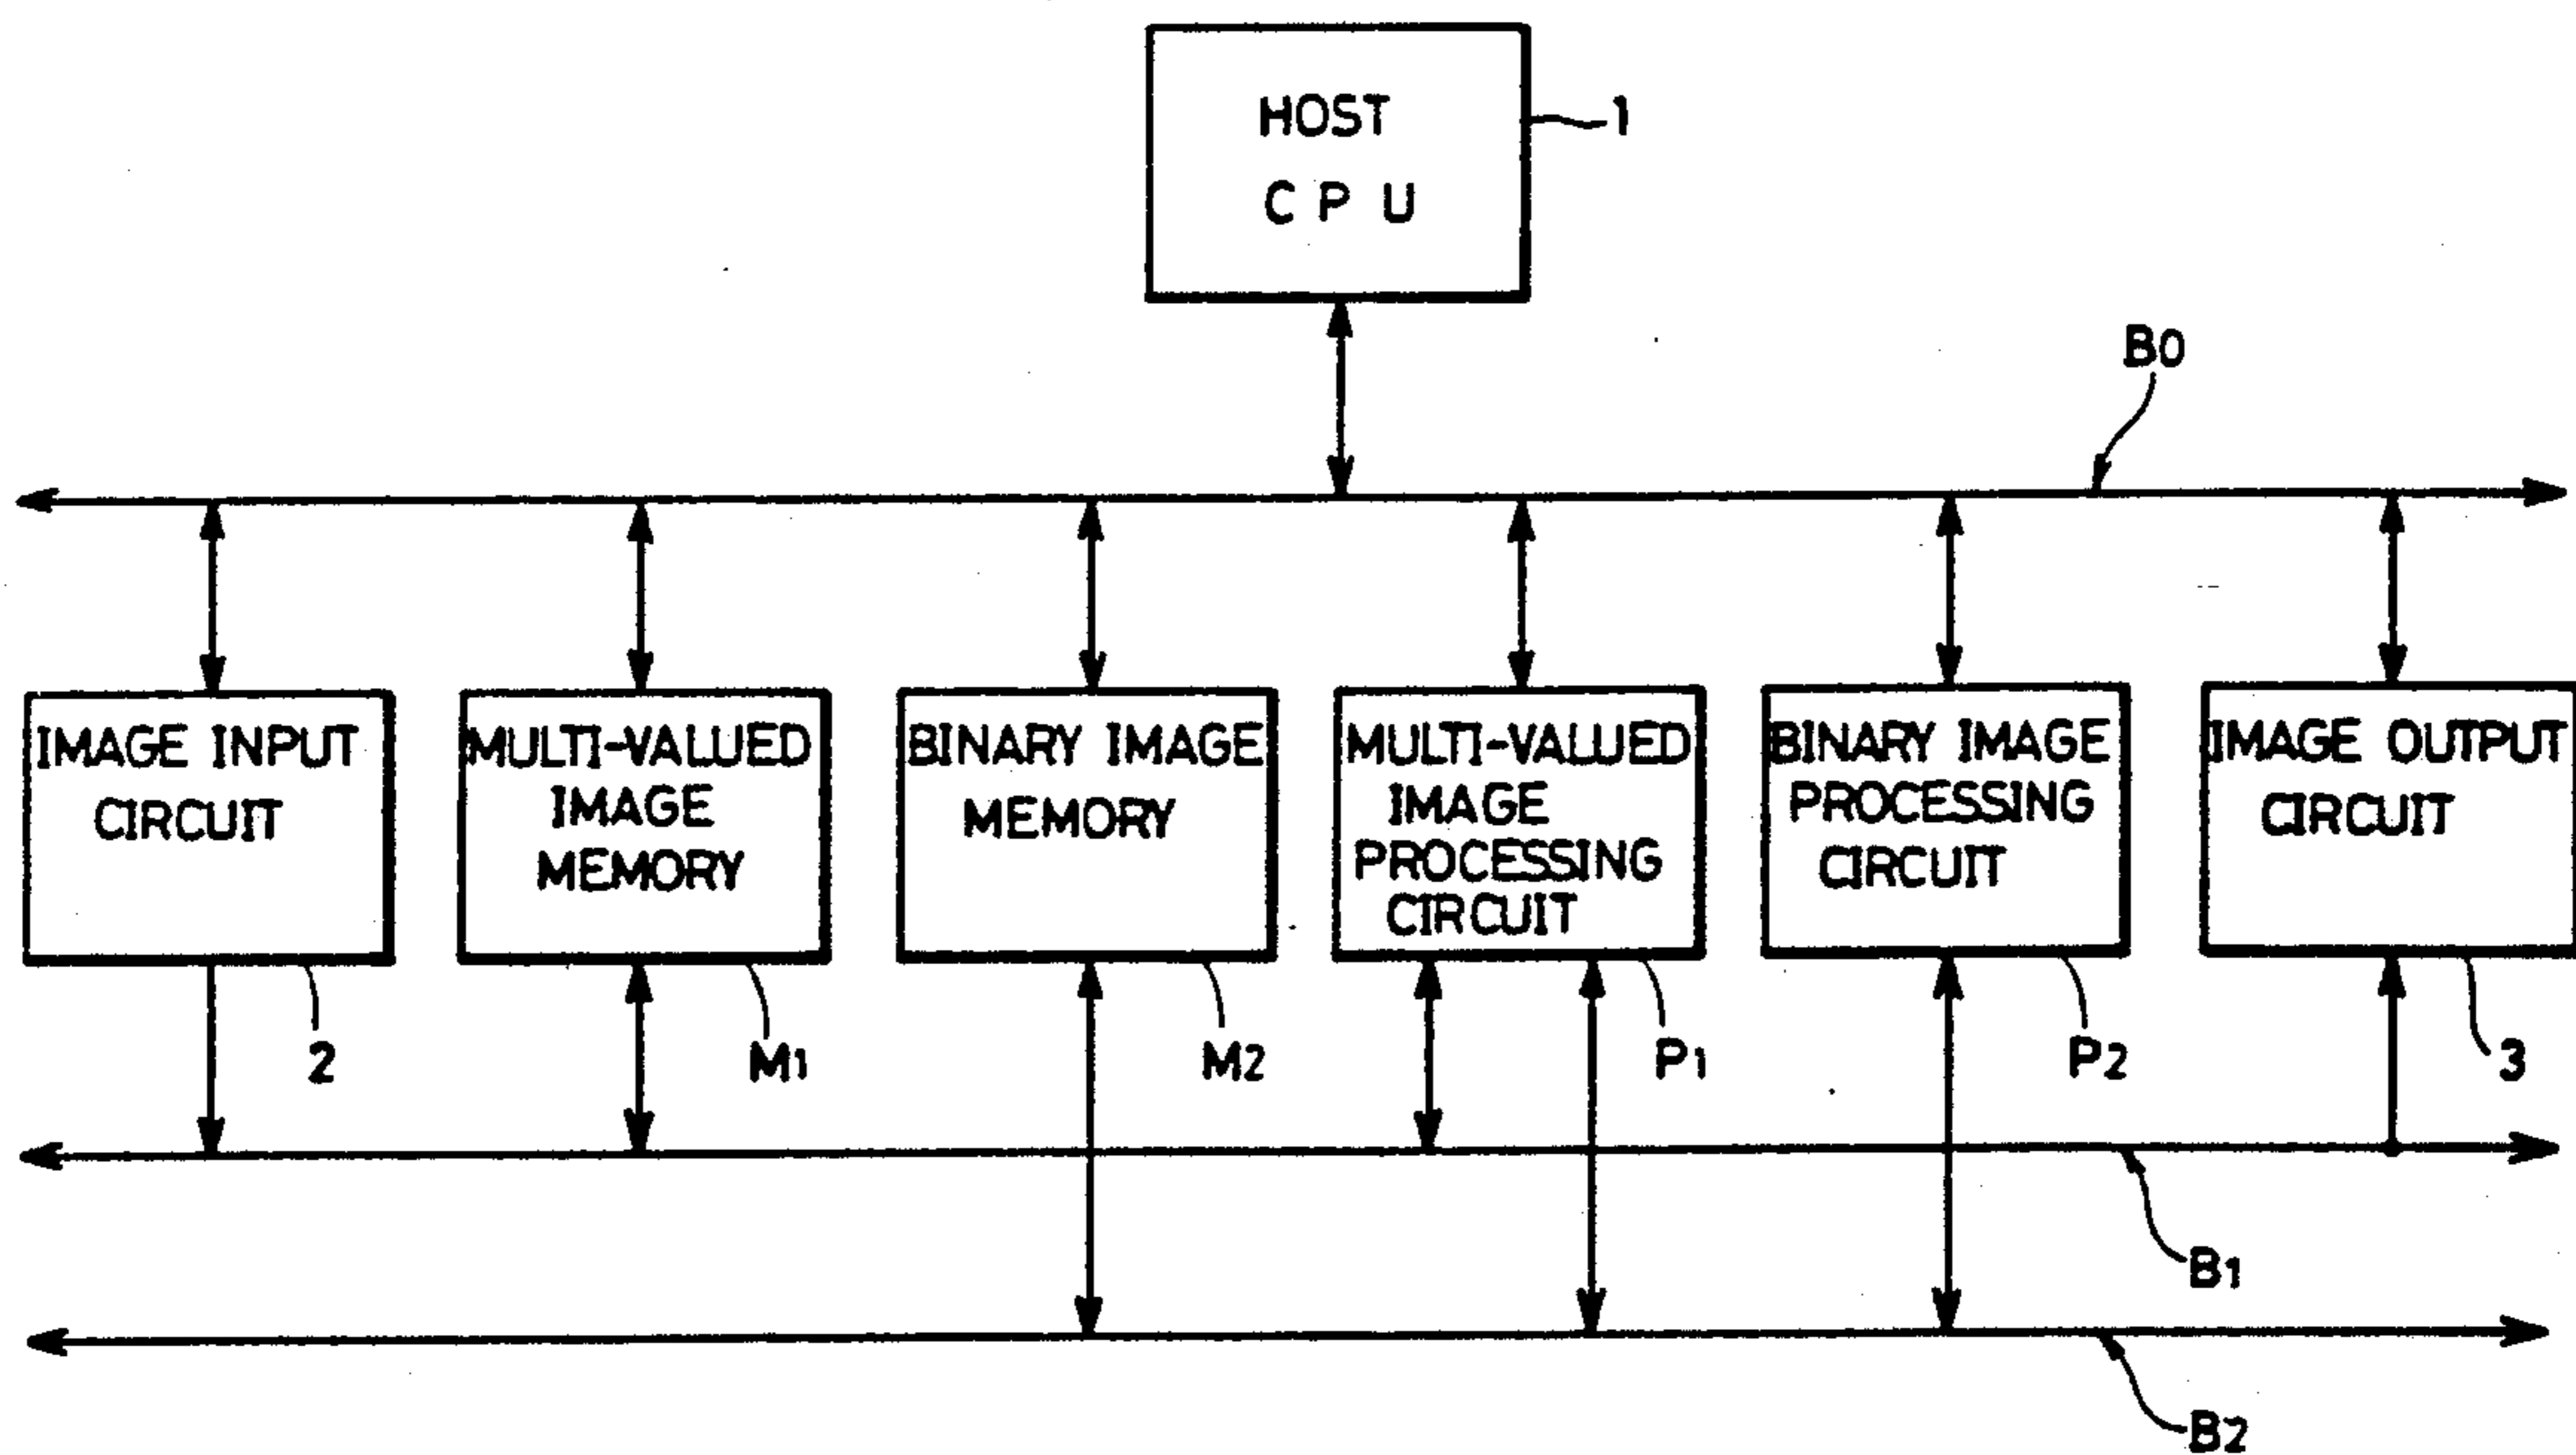 HOST
C P U
1
B0
IMAGE INPUT
CIRCUIT
2
MULTI-VALUED
IMAGE
MEMORY
M1
BINARY IMAGE
MEMORY
M2
MULTI-VALUED
IMAGE
PROCESSING
CIRCUIT
P1
BINARY IMAGE
PROCESSING
CIRCUIT
P2
IMAGE OUTPUT
CIRCUIT
3
B1
B2